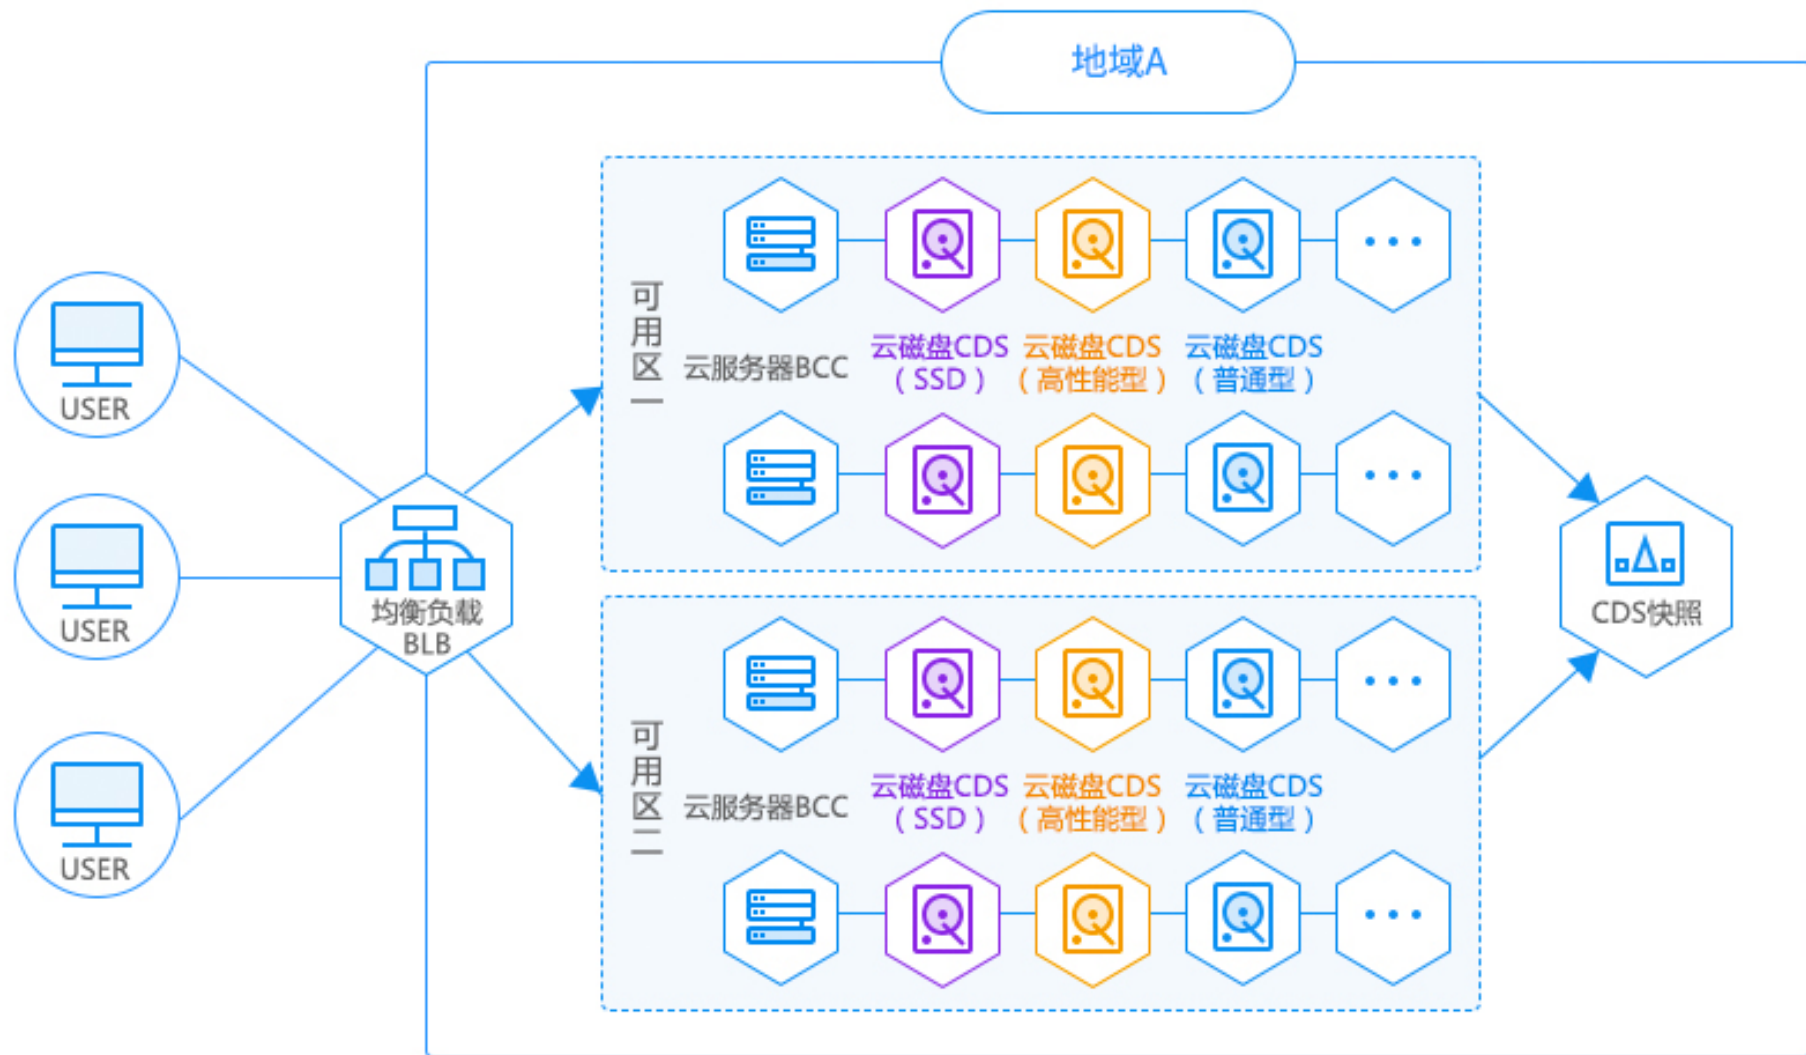 地域A
可用区一
云服务器BCC
云磁盘CDS
（SSD）
云磁盘CDS
（高性能型）
云磁盘CDS
（普通型）
USER
USER
USER
均衡负载
BLB
CDS快照
可用区二
云服务器BCC
云磁盘CDS
（SSD）
云磁盘CDS
（高性能型）
云磁盘CDS
（普通型）